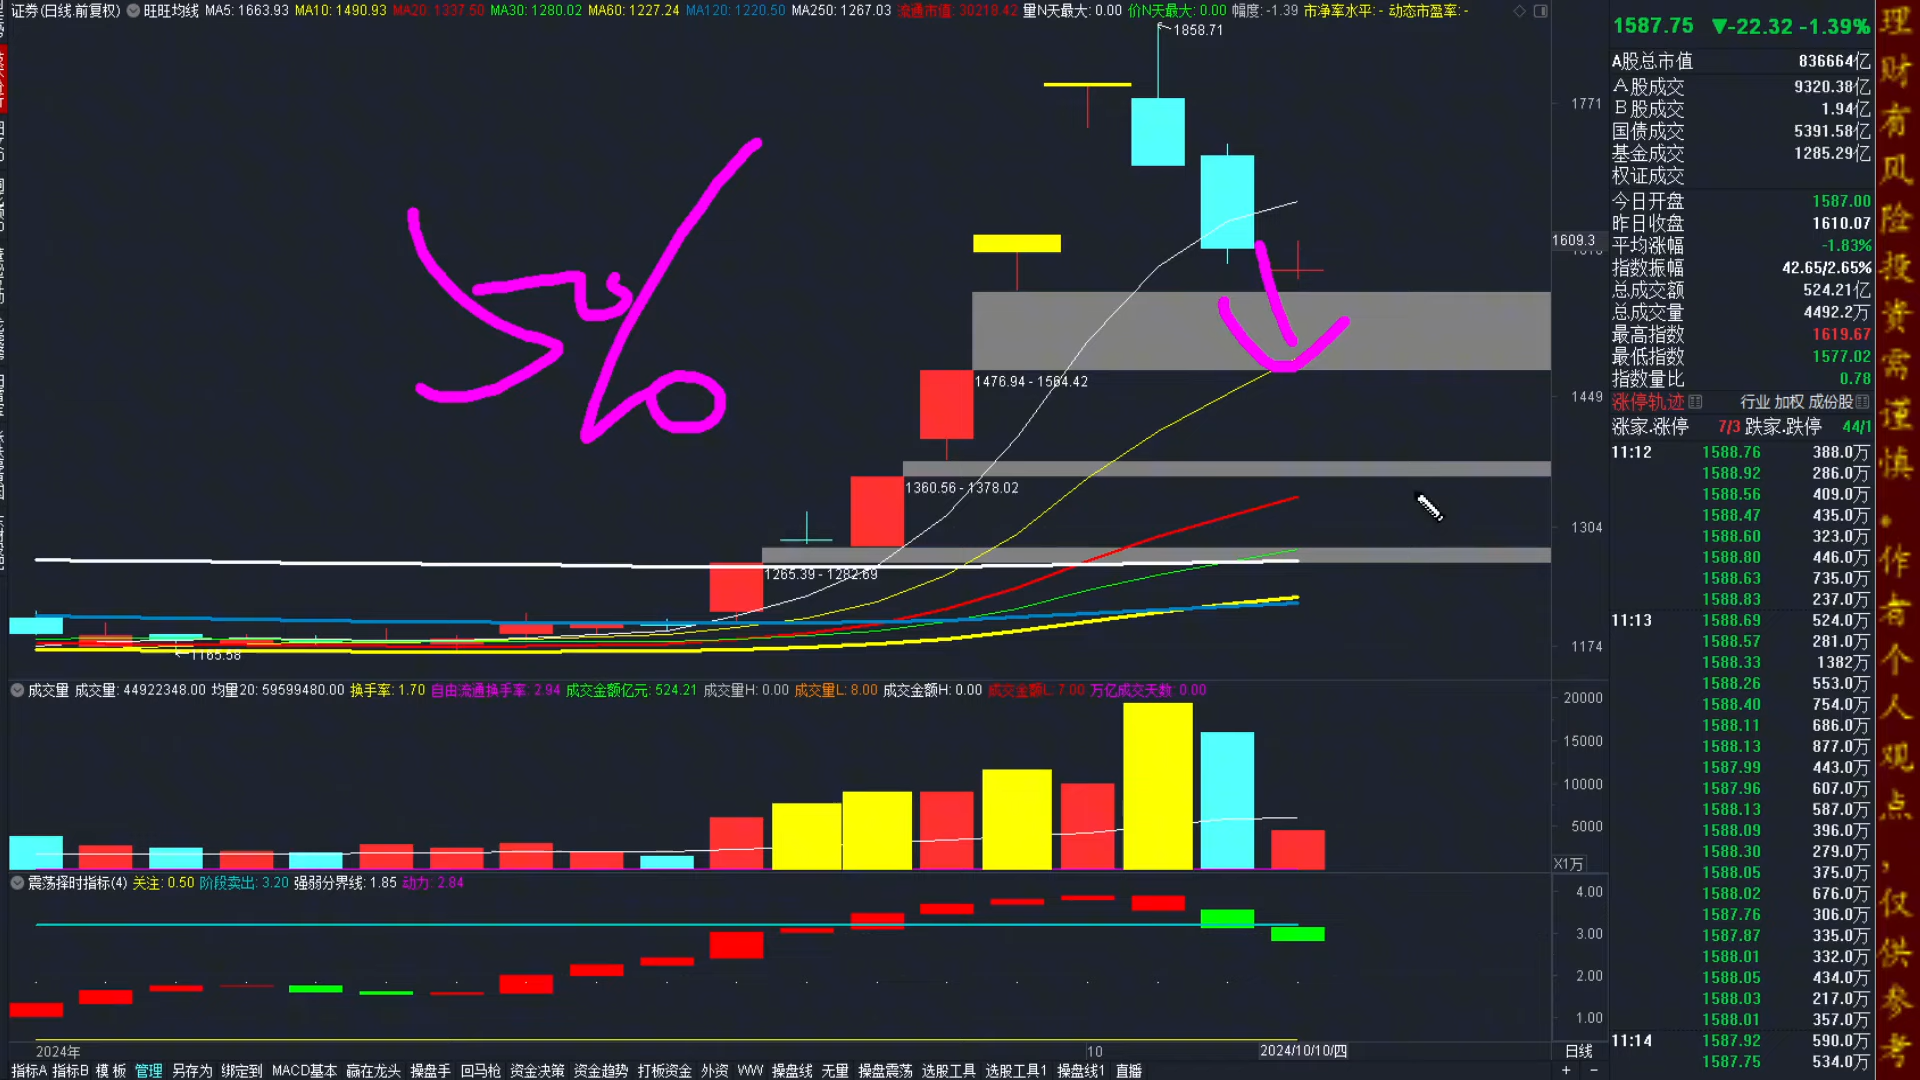 证券(日线.前复权) 旺旺均线 MA5: 1663.93 MA10: 1490.93 MA20: 1337.50 MA30: 1280.02 MA60: 1227.24 MA120: 1220.50 MA250: 1267.03 流通市值: 30219.42 量N天最大: 0.00 价N天最大: 0.00 幅度: -1.39 市净率水平: - 动态市盈率: -
1858.71
1476.94 - 1564.42
1360.56 - 1378.02
1265.39 - 1282.69
1165.58
5%
1771
1609.3
1449
1304
1174
成交量 成交量: 44922348.00 均量20: 59599480.00 换手率: 1.70 自由流通换手率: 2.94 成交金额亿元: 524.21 成交量H: 0.00 成交量L: 8.00 成交金额H: 0.00 成交金额L: 7.00 万亿成交天数: 0.00
20000
15000
10000
5000
X1万
震荡择时指标(4) 关注: 0.50 阶段卖出: 3.20 强弱分界线: 1.85 动力: 2.84
4.00
3.00
2.00
1.00
2024年 10 2024/10/10/四 日线
指标A 指标B 模板 管理 另存为 绑定到 MACD基本 赢在龙头 操盘手 回马枪 资金决策 资金趋势 打板资金 外资 VVV 操盘线 无量 操盘震荡 选股工具 选股工具1 操盘线1 直播 + -
1587.75 ▼-22.32 -1.39%
A股总市值 836664亿
A股成交 9320.38亿
B股成交 1.94亿
国债成交 5391.58亿
基金成交 1285.29亿
权证成交
今日开盘 1587.00
昨日收盘 1610.07
平均涨幅 -1.83%
指数振幅 42.65/2.65%
总成交额 524.21亿
总成交量 4492.2万
最高指数 1619.67
最低指数 1577.02
指数量比 0.78
涨停轨迹 行业 加权 成份股
涨家.涨停 7/3 跌家.跌停 44/1
11:12 1588.76 388.0万
1588.92 286.0万
1588.56 409.0万
1588.47 435.0万
1588.60 323.0万
1588.80 446.0万
1588.63 735.0万
1588.83 237.0万
11:13 1588.69 524.0万
1588.57 281.0万
1588.33 1382万
1588.26 553.0万
1588.40 754.0万
1588.11 686.0万
1588.13 877.0万
1587.99 443.0万
1587.96 607.0万
1588.13 587.0万
1588.09 396.0万
1588.30 279.0万
1588.05 375.0万
1588.02 676.0万
1587.76 306.0万
1587.87 335.0万
1588.01 332.0万
1588.05 434.0万
1588.03 217.0万
1588.01 357.0万
11:14 1587.92 590.0万
1587.75 534.0万
理财有风险投资需谨慎。作者个人观点，仅供参考